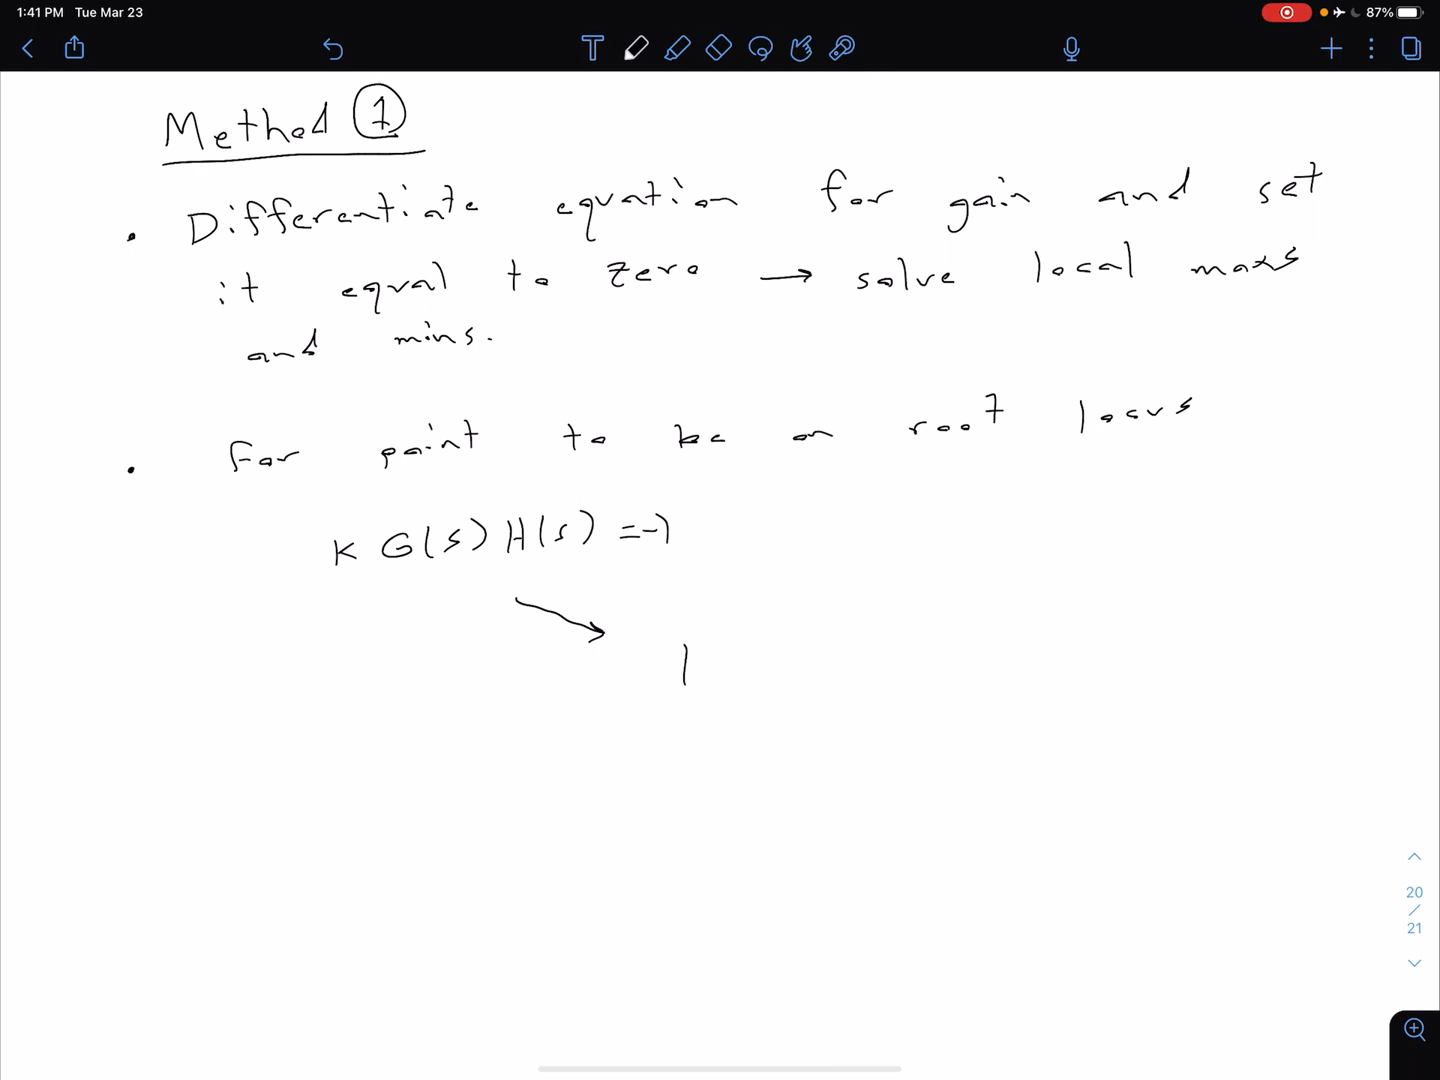 1:41 PM Tue Mar 23
87%
T
Method ①
• Differentiate equation for gain and set
it equal to zero → solve local maxs
and mins.
• For point to be on root locus
K G(s) H(s) = -1
20
/
21